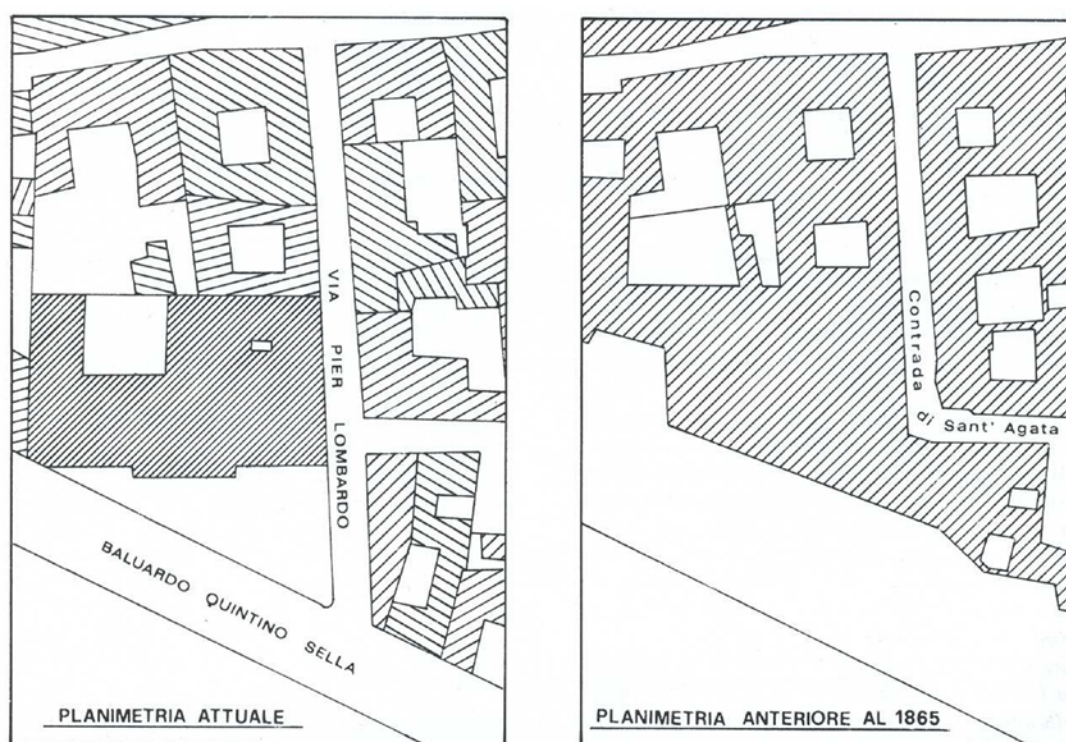 VIA PIER LOMBARDO
BALUARDO QUINTINO SELLA
PLANIMETRIA ATTUALE
Contrada
di Sant' Agata
PLANIMETRIA ANTERIORE AL 1865